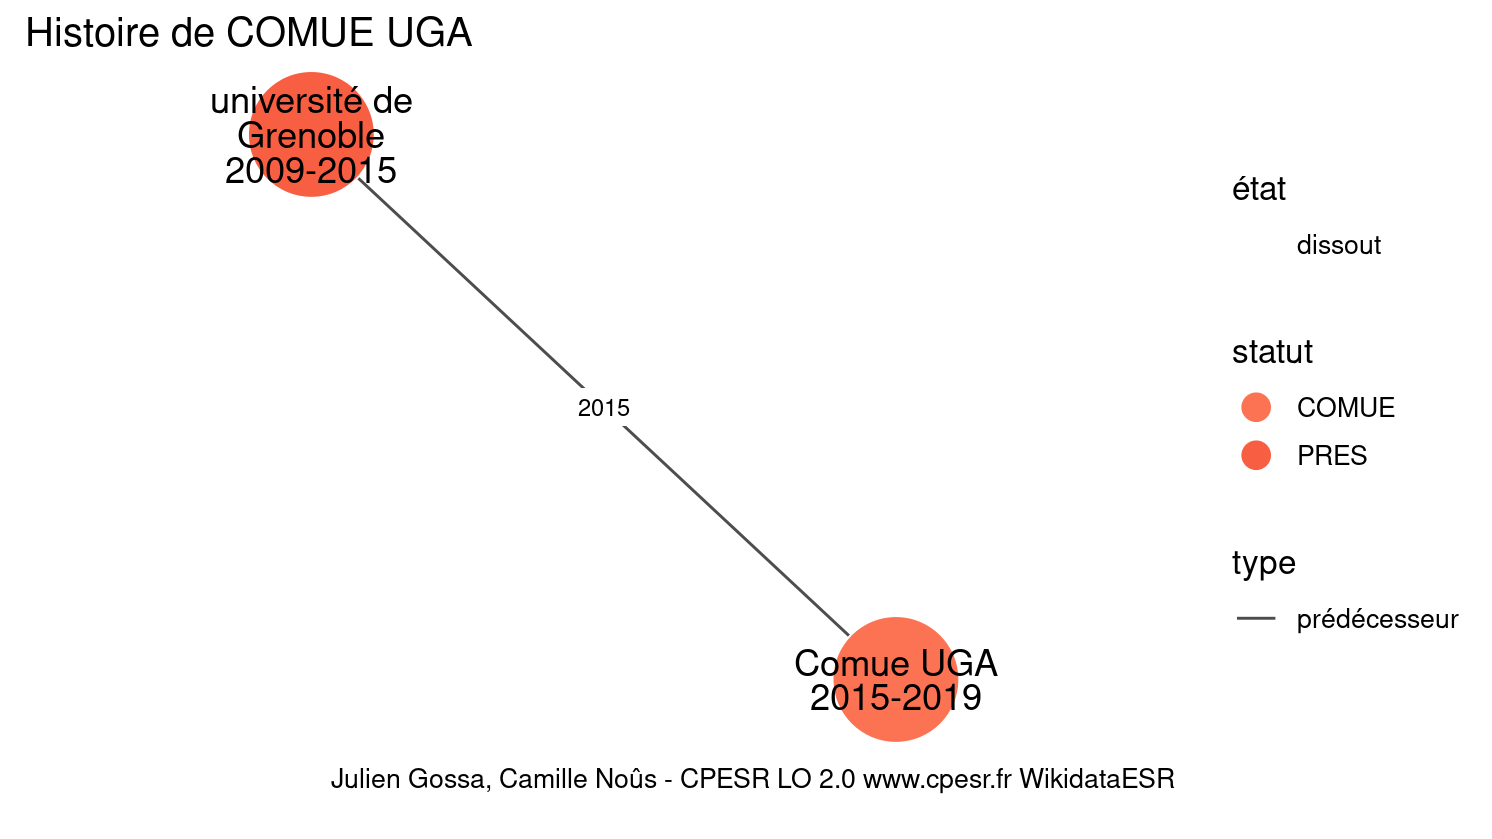 Histoire de COMUE UGA
université de
Grenoble
2009-2015
2015
Comue UGA
2015-2019
état
dissout
statut
COMUE
PRES
type
prédécesseur
Julien Gossa, Camille Noûs - CPESR LO 2.0 www.cpesr.fr WikidataESR